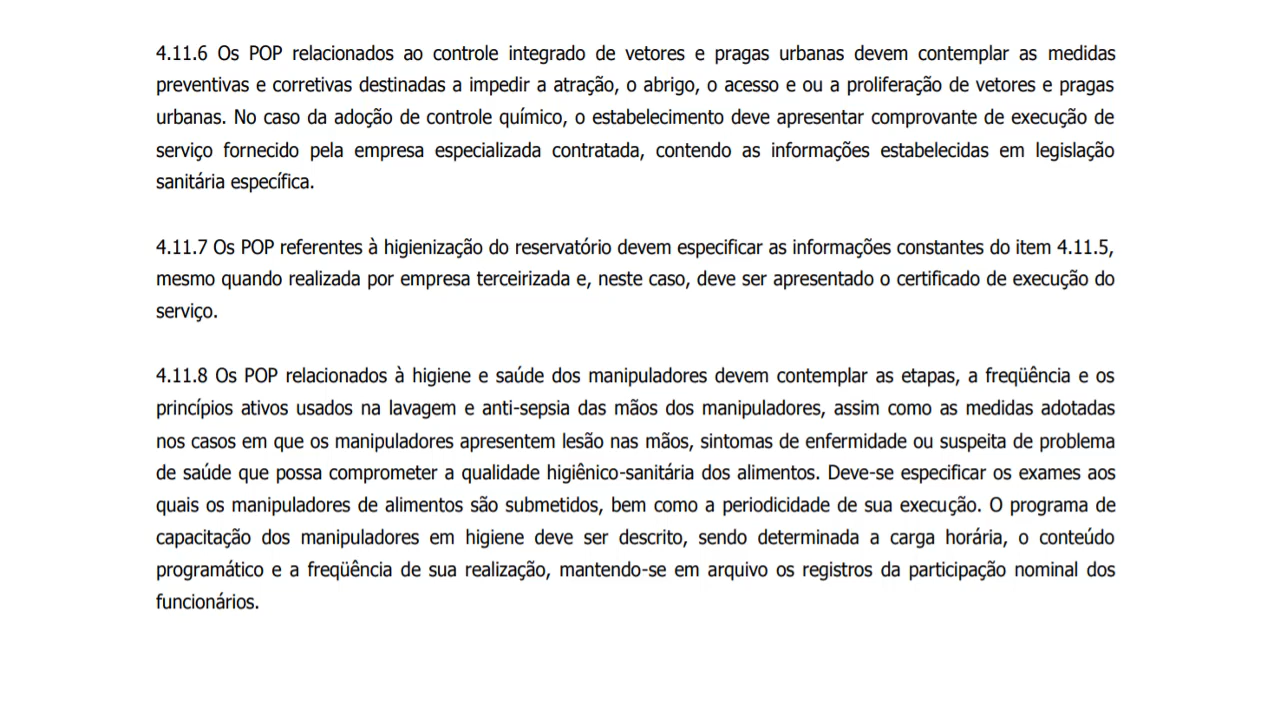 4.11.6 Os POP relacionados ao controle integrado de vetores e pragas urbanas devem contemplar as medidas
preventivas e corretivas destinadas a impedir a atração, o abrigo, o acesso e ou a proliferação de vetores e pragas
urbanas. No caso da adoção de controle químico, o estabelecimento deve apresentar comprovante de execução de
serviço fornecido pela empresa especializada contratada, contendo as informações estabelecidas em legislação
sanitária específica.
4.11.7 Os POP referentes à higienização do reservatório devem especificar as informações constantes do item 4.11.5,
mesmo quando realizada por empresa terceirizada e, neste caso, deve ser apresentado o certificado de execução do
serviço.
4.11.8 Os POP relacionados à higiene e saúde dos manipuladores devem contemplar as etapas, a freqüência e os
princípios ativos usados na lavagem e anti-sepsia das mãos dos manipuladores, assim como as medidas adotadas
nos casos em que os manipuladores apresentem lesão nas mãos, sintomas de enfermidade ou suspeita de problema
de saúde que possa comprometer a qualidade higiênico-sanitária dos alimentos. Deve-se especificar os exames aos
quais os manipuladores de alimentos são submetidos, bem como a periodicidade de sua execução. O programa de
capacitação dos manipuladores em higiene deve ser descrito, sendo determinada a carga horária, o conteúdo
programático e a freqüência de sua realização, mantendo-se em arquivo os registros da participação nominal dos
funcionários.